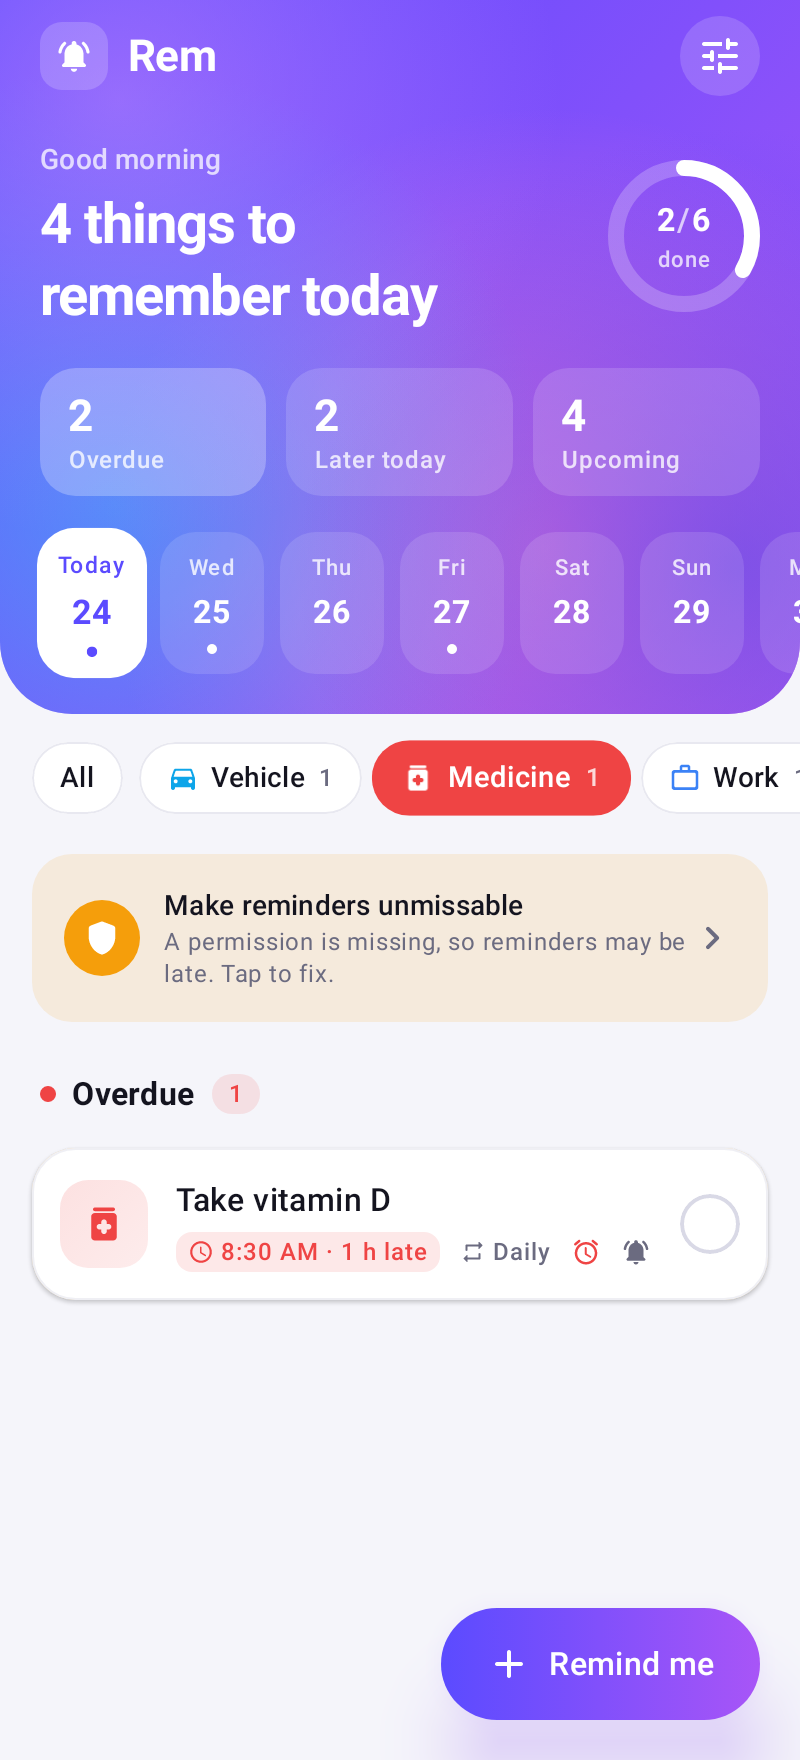 Rem
Good morning
4 things to
remember today
2/6
done
2
Overdue
2
Later today
4
Upcoming
Today
24
Wed
25
Thu
26
Fri
27
Sat
28
Sun
29
All
Vehicle 1
Medicine 1
Work
Make reminders unmissable
A permission is missing, so reminders may be
late. Tap to fix.
Overdue 1
Take vitamin D
8:30 AM · 1 h late
Daily
Remind me